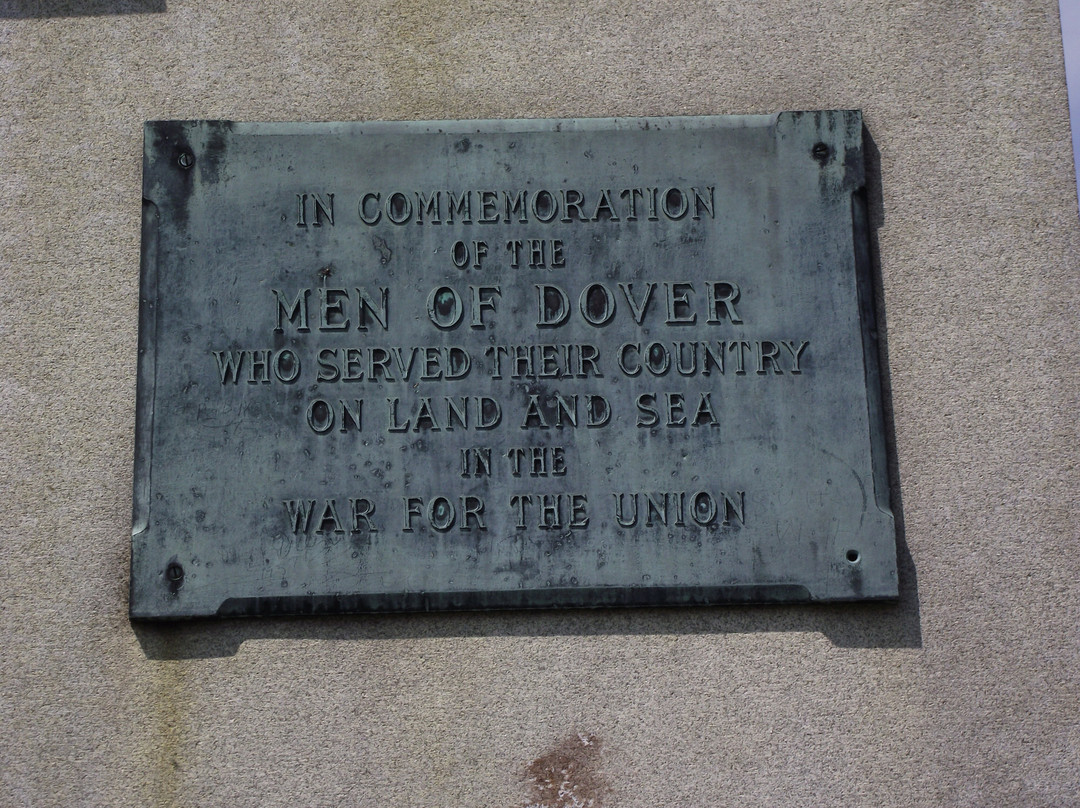 IN COMMEMORATION
OF THE
MEN OF DOVER
WHO SERVED THEIR COUNTRY
ON LAND AND SEA
IN THE
WAR FOR THE UNION